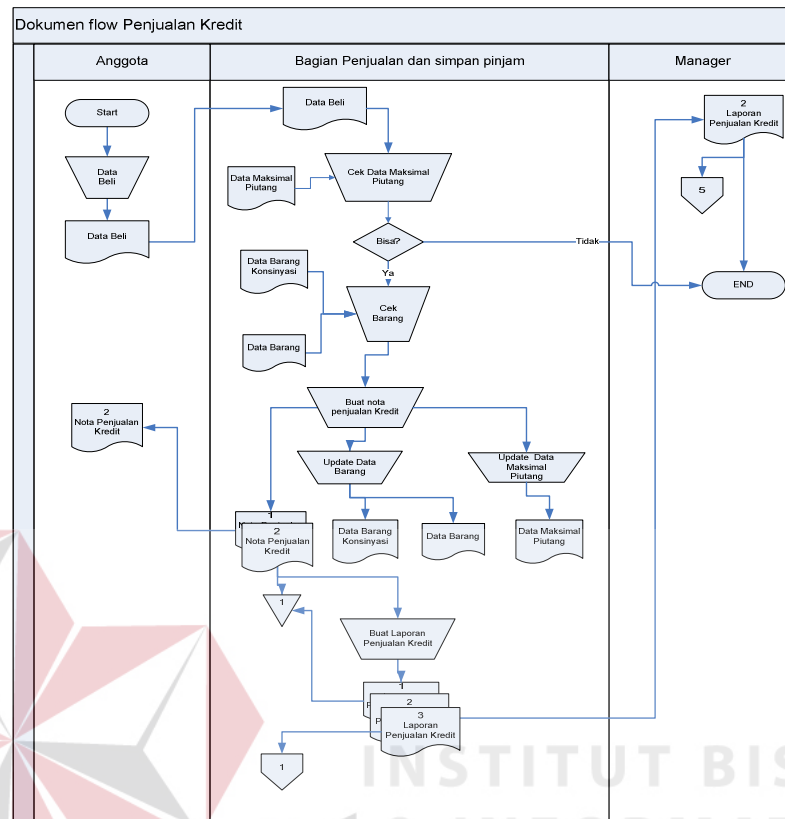 Dokumen flow Penjualan Kredit
Anggota
Bagian Penjualan dan simpan pinjam
Manager
Start
Data
Beli
Data Beli
Data Beli
Data Maksimal
Piutang
Cek Data Maksimal
Piutang
Bisa?
Tidak
Ya
Data Barang
Konsinyasi
Cek
Barang
Data Barang
Buat nota
penjualan Kredit
2
Nota Penjualan
Kredit
Update Data
Barang
Update Data
Maksimal
Piutang
1
2
Nota Penjualan
Kredit
Data Barang
Konsinyasi
Data Barang
Data Maksimal
Piutang
1
Buat Laporan
Penjualan Kredit
1
2
3
Laporan
Penjualan Kredit
1
2
Laporan
Penjualan Kredit
5
END
INSTITUT BIS